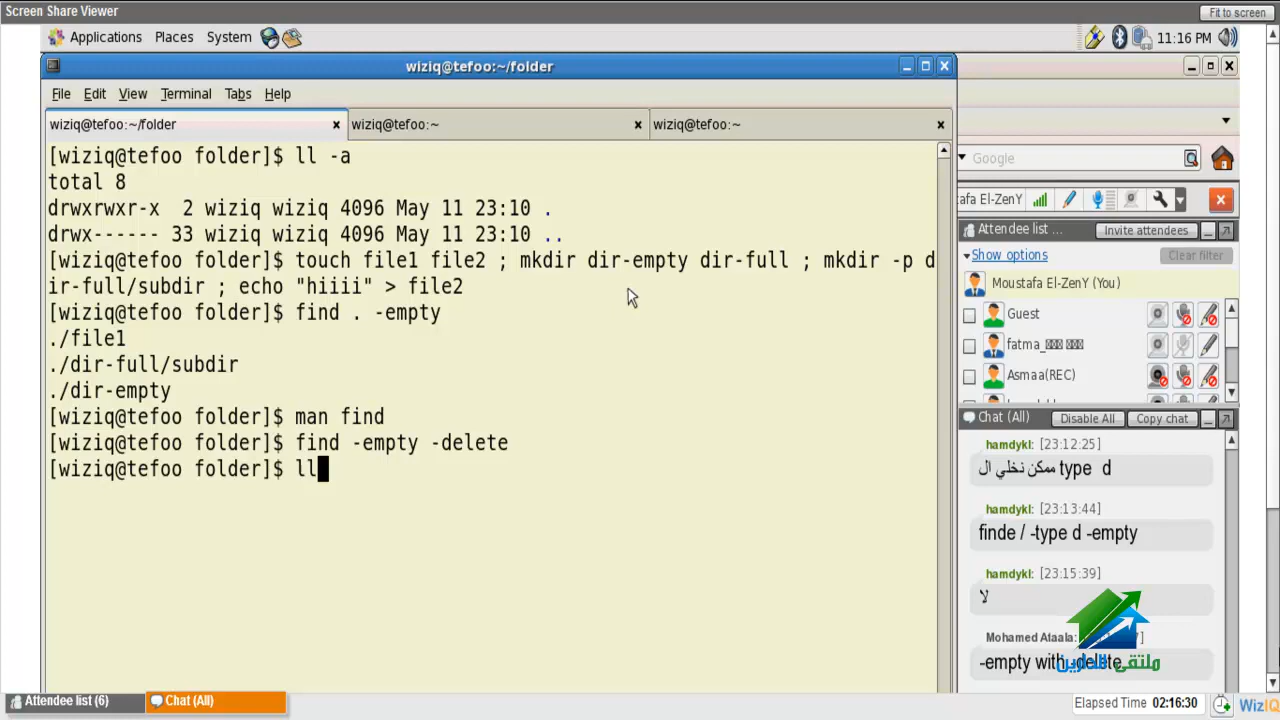 Screen Share Viewer
Fit to screen
Applications Places System
11:16 PM
wiziq@tefoo:~/folder
File Edit View Terminal Tabs Help
wiziq@tefoo:~/folder
wiziq@tefoo:~
wiziq@tefoo:~
[wiziq@tefoo folder]$ ll -a
total 8
drwxrwxr-x 2 wiziq wiziq 4096 May 11 23:10 .
drwx------ 33 wiziq wiziq 4096 May 11 23:10 ..
[wiziq@tefoo folder]$ touch file1 file2 ; mkdir dir-empty dir-full ; mkdir -p d
ir-full/subdir ; echo "hiiii" > file2
[wiziq@tefoo folder]$ find . -empty
./file1
./dir-full/subdir
./dir-empty
[wiziq@tefoo folder]$ man find
[wiziq@tefoo folder]$ find -empty -delete
[wiziq@tefoo folder]$ ll
Google
afa El-ZenY
Attendee list ...
Invite attendees
Show options
Clear filter
Moustafa El-ZenY (You)
Guest
fatma_
Asmaa(REC)
Chat (All)
Disable All
Copy chat
hamdykl: [23:12:25]
ممكن نخلي ال type d
hamdykl: [23:13:44]
finde / -type d -empty
hamdykl: [23:15:39]
لا
Mohamed Ataala:
-empty with delete
ملتقى الدارين
Attendee list (6)
Chat (All)
Elapsed Time 02:16:30
WizIQ